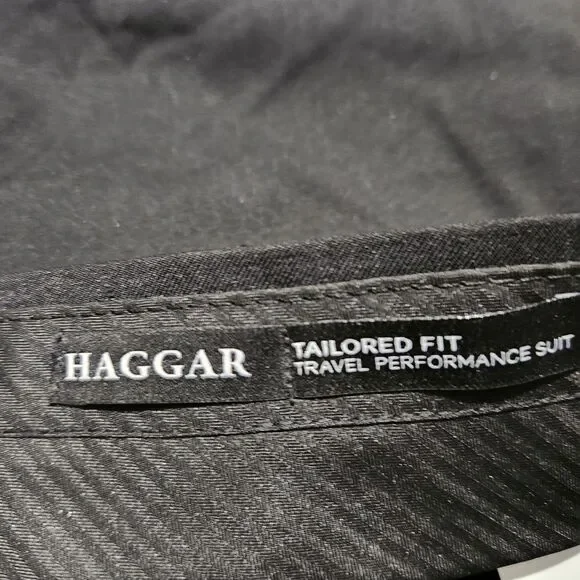 HAGGAR
TAILORED FIT
TRAVEL PERFORMANCE SUIT